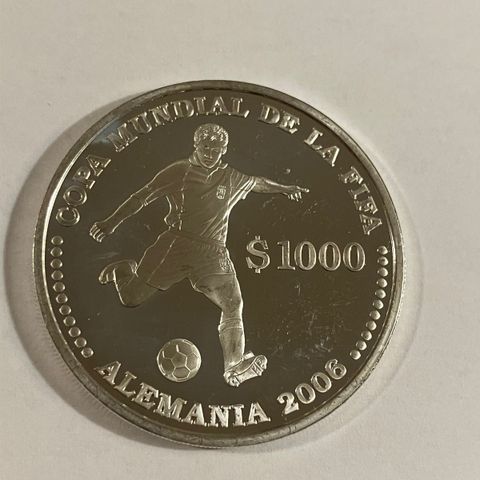 COPA MUNDIAL DE LA FIFA
$ 1000
ALEMANIA 2006